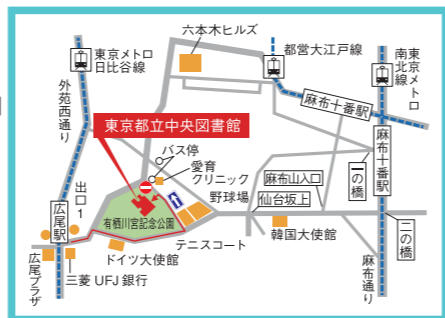 六本木ヒルズ
東京メトロ
日比谷線
都営大江戸線
東京メトロ
南北線
外苑西通り
麻布十番駅
東京都立中央図書館
バス停
愛育
クリニック
麻布十番駅
一の橋
麻布山入口
出口1
野球場
仙台坂上
有栖川宮記念公園
広尾駅
二の橋
テニスコート
韓国大使館
ドイツ大使館
広尾プラザ
三菱UFJ銀行
麻布通り